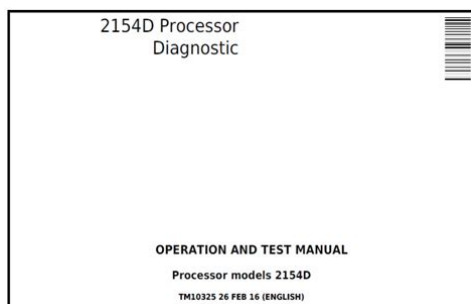 2154D Processor
Diagnostic
OPERATION AND TEST MANUAL
Processor models 2154D
TM10325 26 FEB 16 (ENGLISH)